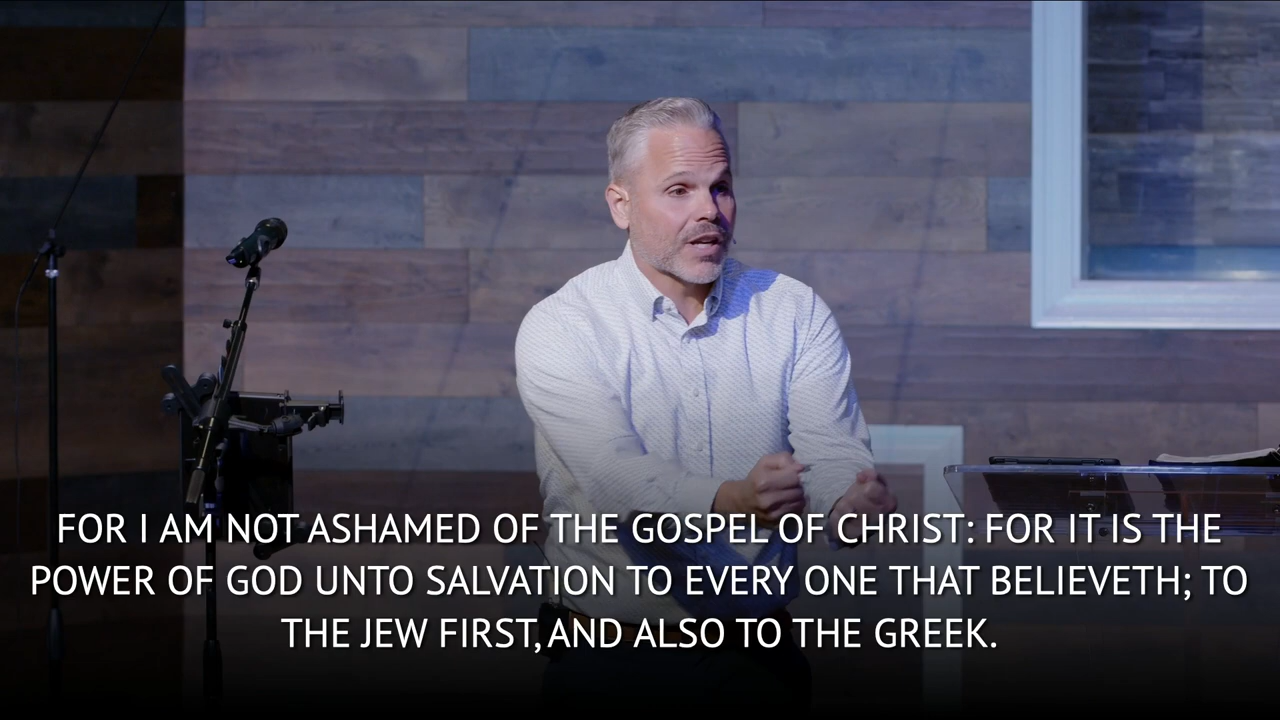 FOR I AM NOT ASHAMED OF THE GOSPEL OF CHRIST: FOR IT IS THE
POWER OF GOD UNTO SALVATION TO EVERY ONE THAT BELIEVETH; TO
THE JEW FIRST, AND ALSO TO THE GREEK.